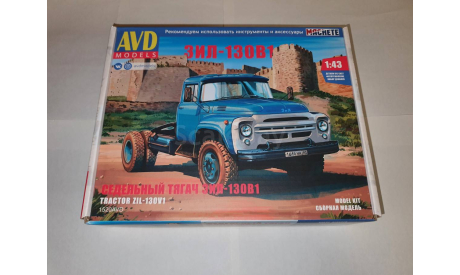 Рекомендуем использовать инструменты и аксессуары
MACHETE
AVD
MODELS
ЗИЛ-130В1
1:43
СЕДЕЛЬНЫЙ ТЯГАЧ ЗИЛ-130В1
TRACTOR ZIL-130V1
MODEL KIT
СБОРНАЯ МОДЕЛЬ